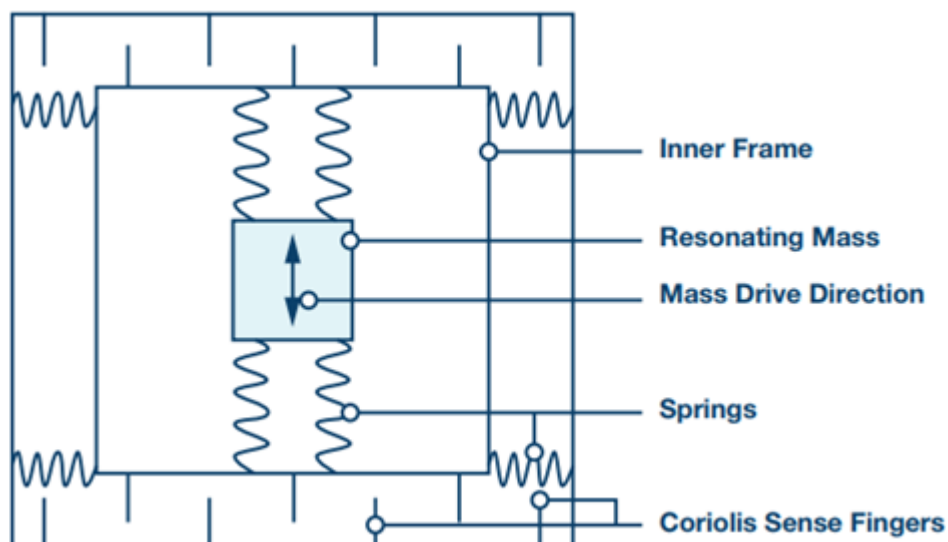 Inner Frame
Resonating Mass
Mass Drive Direction
Springs
Coriolis Sense Fingers